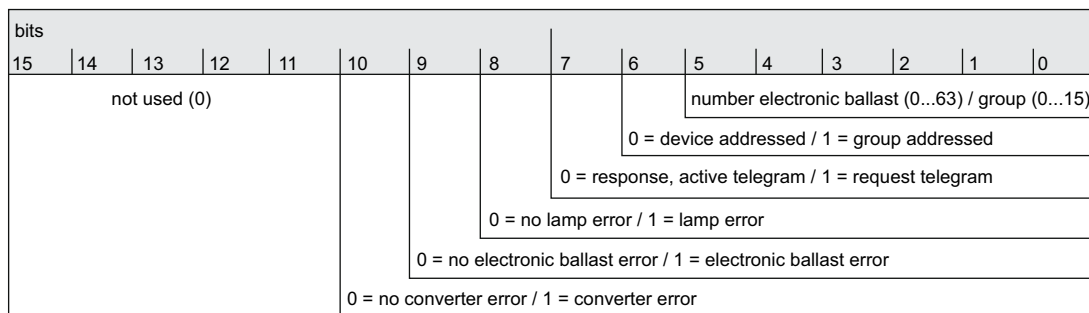 bits
15 14 13 12 11 10 9 8 7 6 5 4 3 2 1 0
not used (0) number electronic ballast (0...63) / group (0...15)
0 = device addressed / 1 = group addressed
0 = response, active telegram / 1 = request telegram
0 = no lamp error / 1 = lamp error
0 = no electronic ballast error / 1 = electronic ballast error
0 = no converter error / 1 = converter error